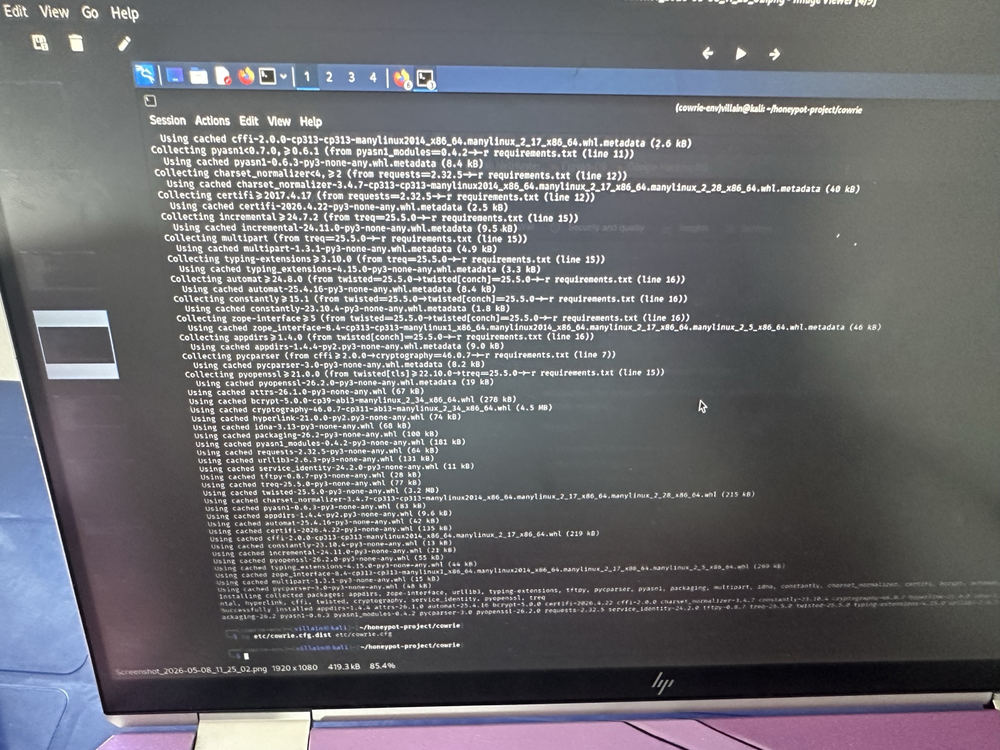 Edit View Go Help
Image Viewer [4/9]
1 2 3 4 6 3
(cowrie-env)villain@kali: ~/honeypot-project/cowrie
Session Actions Edit View Help
Using cached cffi-2.0.0-cp313-cp313-manylinux2014_x86_64.manylinux_2_17_x86_64.whl.metadata (2.6 kB)
Collecting pyasn1<0.7.0,≥0.6.1 (from pyasn1_modules==0.4.2→-r requirements.txt (line 11))
Using cached pyasn1-0.6.3-py3-none-any.whl.metadata (8.4 kB)
Collecting charset_normalizer<4,≥2 (from requests==2.32.5→-r requirements.txt (line 12))
Using cached charset_normalizer-3.4.7-cp313-cp313-manylinux2014_x86_64.manylinux_2_17_x86_64.manylinux_2_28_x86_64.whl.metadata (40 kB)
Collecting certifi≥2017.4.17 (from requests==2.32.5→-r requirements.txt (line 12))
Using cached certifi-2026.4.22-py3-none-any.whl.metadata (2.5 kB)
Collecting incremental≥24.7.2 (from treq==25.5.0→-r requirements.txt (line 15))
Using cached incremental-24.11.0-py3-none-any.whl.metadata (9.5 kB)
Collecting multipart (from treq==25.5.0→-r requirements.txt (line 15))
Using cached multipart-1.3.1-py3-none-any.whl.metadata (4.9 kB)
Collecting typing-extensions≥3.10.0 (from treq==25.5.0→-r requirements.txt (line 15))
Using cached typing_extensions-4.15.0-py3-none-any.whl.metadata (3.3 kB)
Collecting automat≥24.8.0 (from twisted==25.5.0→twisted[conch]==25.5.0→-r requirements.txt (line 16))
Using cached automat-25.4.16-py3-none-any.whl.metadata (8.4 kB)
Collecting constantly≥15.1 (from twisted==25.5.0→twisted[conch]==25.5.0→-r requirements.txt (line 16))
Using cached constantly-23.10.4-py3-none-any.whl.metadata (1.8 kB)
Collecting zope-interface≥5 (from twisted==25.5.0→twisted[conch]==25.5.0→-r requirements.txt (line 16))
Using cached zope_interface-8.4-cp313-cp313-manylinux1_x86_64.manylinux2014_x86_64.manylinux_2_17_x86_64.manylinux_2_5_x86_64.whl.metadata (46 kB)
Collecting appdirs≥1.4.0 (from twisted[conch]==25.5.0→-r requirements.txt (line 16))
Using cached appdirs-1.4.4-py2.py3-none-any.whl.metadata (9.0 kB)
Collecting pycparser (from cffi≥2.0.0→cryptography==46.0.7→-r requirements.txt (line 7))
Using cached pycparser-3.0-py3-none-any.whl.metadata (8.2 kB)
Collecting pyopenssl≥21.0.0 (from twisted[tls]≥22.10.0→treq==25.5.0→-r requirements.txt (line 15))
Using cached pyopenssl-26.2.0-py3-none-any.whl.metadata (19 kB)
Using cached attrs-26.1.0-py3-none-any.whl (67 kB)
Using cached bcrypt-5.0.0-cp39-abi3-manylinux_2_34_x86_64.whl (278 kB)
Using cached cryptography-46.0.7-cp311-abi3-manylinux_2_34_x86_64.whl (4.5 MB)
Using cached hyperlink-21.0.0-py2.py3-none-any.whl (74 kB)
Using cached idna-3.13-py3-none-any.whl (68 kB)
Using cached packaging-26.2-py3-none-any.whl (100 kB)
Using cached pyasn1_modules-0.4.2-py3-none-any.whl (181 kB)
Using cached requests-2.32.5-py3-none-any.whl (64 kB)
Using cached urllib3-2.6.3-py3-none-any.whl (131 kB)
Using cached service_identity-24.2.0-py3-none-any.whl (11 kB)
Using cached tftpy-0.8.7-py3-none-any.whl (28 kB)
Using cached treq-25.5.0-py3-none-any.whl (77 kB)
Using cached twisted-25.5.0-py3-none-any.whl (3.2 MB)
Using cached charset_normalizer-3.4.7-cp313-cp313-manylinux2014_x86_64.manylinux_2_17_x86_64.manylinux_2_28_x86_64.whl (215 kB)
Using cached pyasn1-0.6.3-py3-none-any.whl (83 kB)
Using cached appdirs-1.4.4-py2.py3-none-any.whl (9.6 kB)
Using cached automat-25.4.16-py3-none-any.whl (42 kB)
Using cached certifi-2026.4.22-py3-none-any.whl (135 kB)
Using cached cffi-2.0.0-cp313-cp313-manylinux2014_x86_64.manylinux_2_17_x86_64.whl (219 kB)
Using cached constantly-23.10.4-py3-none-any.whl (13 kB)
Using cached incremental-24.11.0-py3-none-any.whl (21 kB)
Using cached pyopenssl-26.2.0-py3-none-any.whl (55 kB)
Using cached typing_extensions-4.15.0-py3-none-any.whl (44 kB)
Using cached zope_interface-8.4-cp313-cp313-manylinux1_x86_64.manylinux2014_x86_64.manylinux_2_17_x86_64.manylinux_2_5_x86_64.whl (269 kB)
Using cached multipart-1.3.1-py3-none-any.whl (15 kB)
Using cached pycparser-3.0-py3-none-any.whl (48 kB)
Installing collected packages: appdirs, zope-interface, urllib3, typing-extensions, tftpy, pycparser, pyasn1, packaging, multipart, idna, constantly, charset_normalizer, certifi,
ntal, hyperlink, cffi, twisted, cryptography, service_identity, pyopenssl, treq
Successfully installed appdirs-1.4.4 attrs-26.1.0 automat-25.4.16 bcrypt-5.0.0 certifi-2026.4.22 cffi-2.0.0 charset_normalizer-3.4.7 constantly-23.10.4 cryptography-46.0.7
ackaging-26.2 pyasn1-0.6.3 pyasn1_modules-0.4.2 pycparser-3.0 pyopenssl-26.2.0 requests-2.32.5 service_identity-24.2.0 tftpy-0.8.7 treq-25.5.0 twisted-25.5.0 typing-extensions-4.15.0
villain@kali ~/honeypot-project/cowrie
$ etc/cowrie.cfg.dist etc/cowrie.cfg
villain@kali ~/honeypot-project/cowrie
$
Screenshot_2026-05-08_11_25_02.png 1920 x 1080 419.3 kB 85.4%
hp